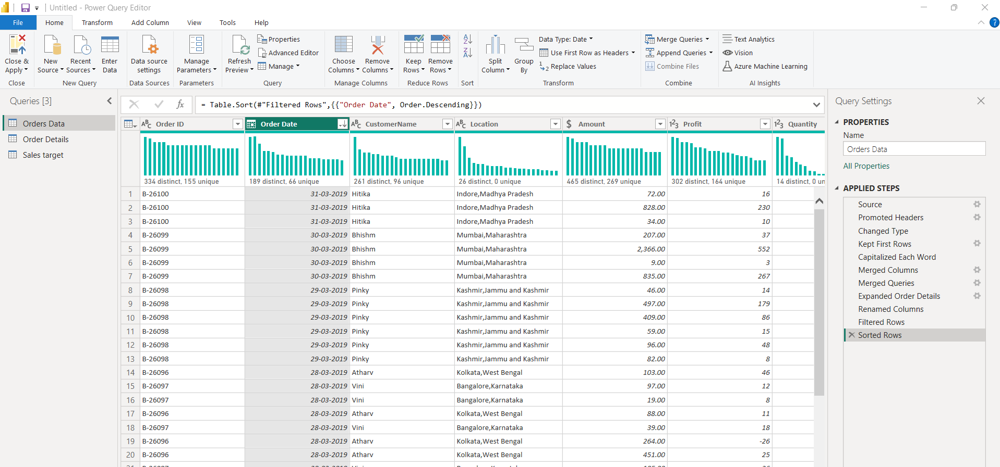 Untitled - Power Query Editor
File Home Transform Add Column View Tools Help
Close & Apply
Close
New Source
Recent Sources
Enter Data
New Query
Data source settings
Data Sources
Manage Parameters
Parameters
Refresh Preview
Properties
Advanced Editor
Manage
Query
Choose Columns
Remove Columns
Manage Columns
Keep Rows
Remove Rows
Reduce Rows
Sort
Split Column
Group By
Data Type: Date
Use First Row as Headers
Replace Values
Transform
Merge Queries
Append Queries
Combine Files
Combine
Text Analytics
Vision
Azure Machine Learning
AI Insights
Queries [3]
Orders Data
Order Details
Sales target
fx = Table.Sort(#"Filtered Rows",{{"Order Date", Order.Descending}})
Order ID Order Date CustomerName Location Amount Profit Quantity
334 distinct, 155 unique 189 distinct, 66 unique 261 distinct, 96 unique 26 distinct, 0 unique 465 distinct, 269 unique 302 distinct, 164 unique 14 distinct, 0 un
1 B-26100 31-03-2019 Hitika Indore,Madhya Pradesh 72.00 16
2 B-26100 31-03-2019 Hitika Indore,Madhya Pradesh 828.00 230
3 B-26100 31-03-2019 Hitika Indore,Madhya Pradesh 34.00 10
4 B-26099 30-03-2019 Bhishm Mumbai,Maharashtra 207.00 37
5 B-26099 30-03-2019 Bhishm Mumbai,Maharashtra 2,366.00 552
6 B-26099 30-03-2019 Bhishm Mumbai,Maharashtra 9.00 3
7 B-26099 30-03-2019 Bhishm Mumbai,Maharashtra 835.00 267
8 B-26098 29-03-2019 Pinky Kashmir,Jammu and Kashmir 46.00 14
9 B-26098 29-03-2019 Pinky Kashmir,Jammu and Kashmir 497.00 179
10 B-26098 29-03-2019 Pinky Kashmir,Jammu and Kashmir 409.00 86
11 B-26098 29-03-2019 Pinky Kashmir,Jammu and Kashmir 59.00 15
12 B-26098 29-03-2019 Pinky Kashmir,Jammu and Kashmir 96.00 48
13 B-26098 29-03-2019 Pinky Kashmir,Jammu and Kashmir 82.00 8
14 B-26096 28-03-2019 Atharv Kolkata,West Bengal 103.00 46
15 B-26097 28-03-2019 Vini Bangalore,Karnataka 97.00 12
16 B-26097 28-03-2019 Vini Bangalore,Karnataka 19.00 8
17 B-26096 28-03-2019 Atharv Kolkata,West Bengal 88.00 11
18 B-26097 28-03-2019 Vini Bangalore,Karnataka 39.00 18
19 B-26096 28-03-2019 Atharv Kolkata,West Bengal 264.00 -26
20 B-26096 28-03-2019 Atharv Kolkata,West Bengal 451.00 25
Query Settings
PROPERTIES
Name
Orders Data
All Properties
APPLIED STEPS
Source
Promoted Headers
Changed Type
Kept First Rows
Capitalized Each Word
Merged Columns
Merged Queries
Expanded Order Details
Renamed Columns
Filtered Rows
Sorted Rows